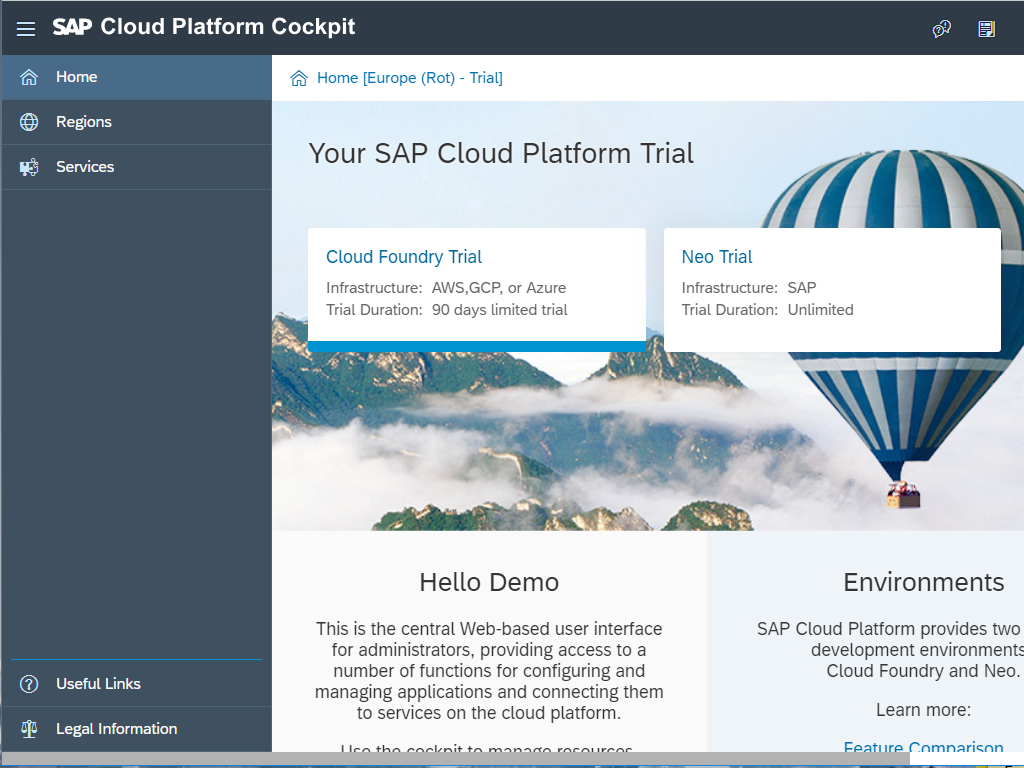 SAP Cloud Platform Cockpit
Home
Regions
Services
Useful Links
Legal Information
Home [Europe (Rot) - Trial]
Your SAP Cloud Platform Trial
Cloud Foundry Trial
Infrastructure: AWS,GCP, or Azure
Trial Duration: 90 days limited trial
Neo Trial
Infrastructure: SAP
Trial Duration: Unlimited
Hello Demo
This is the central Web-based user interface
for administrators, providing access to a
number of functions for configuring and
managing applications and connecting them
to services on the cloud platform.
Use the cockpit to manage resources,
Environments
SAP Cloud Platform provides two
development environments
Cloud Foundry and Neo.
Learn more:
Feature Comparison